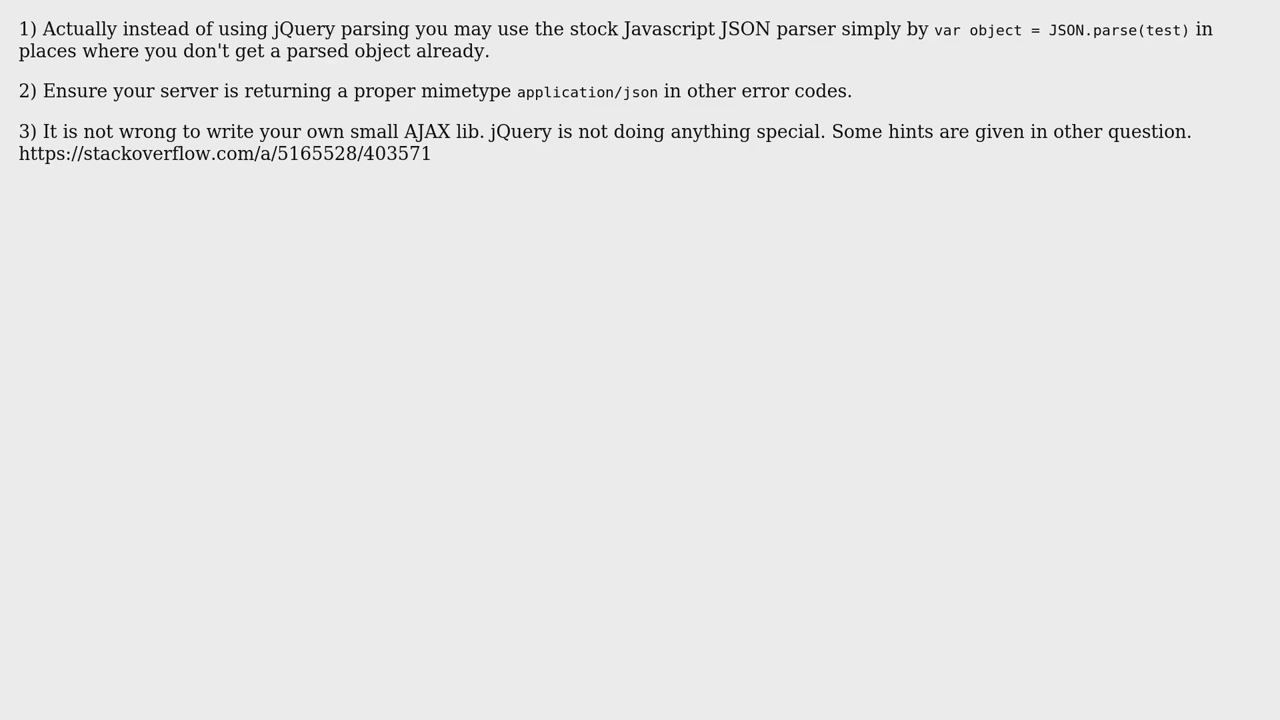 1) Actually instead of using jQuery parsing you may use the stock Javascript JSON parser simply by var object = JSON.parse(test) in
places where you don't get a parsed object already.
2) Ensure your server is returning a proper mimetype application/json in other error codes.
3) It is not wrong to write your own small AJAX lib. jQuery is not doing anything special. Some hints are given in other question.
https://stackoverflow.com/a/5165528/403571